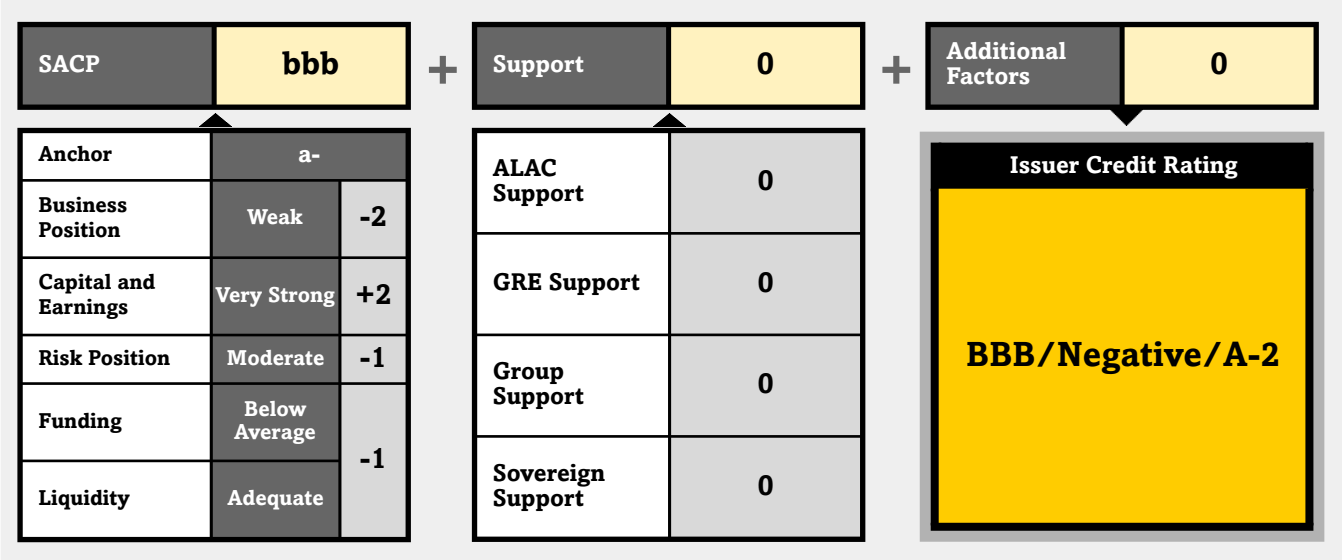 SACP
bbb
+
Support
0
+
Additional
Factors
0
Anchor
a-
Business
Position
Weak
-2
Capital and
Earnings
Very Strong
+2
Risk Position
Moderate
-1
Funding
Below
Average
-1
Liquidity
Adequate
ALAC
Support
0
GRE Support
0
Group
Support
0
Sovereign
Support
0
Issuer Credit Rating
BBB/Negative/A-2